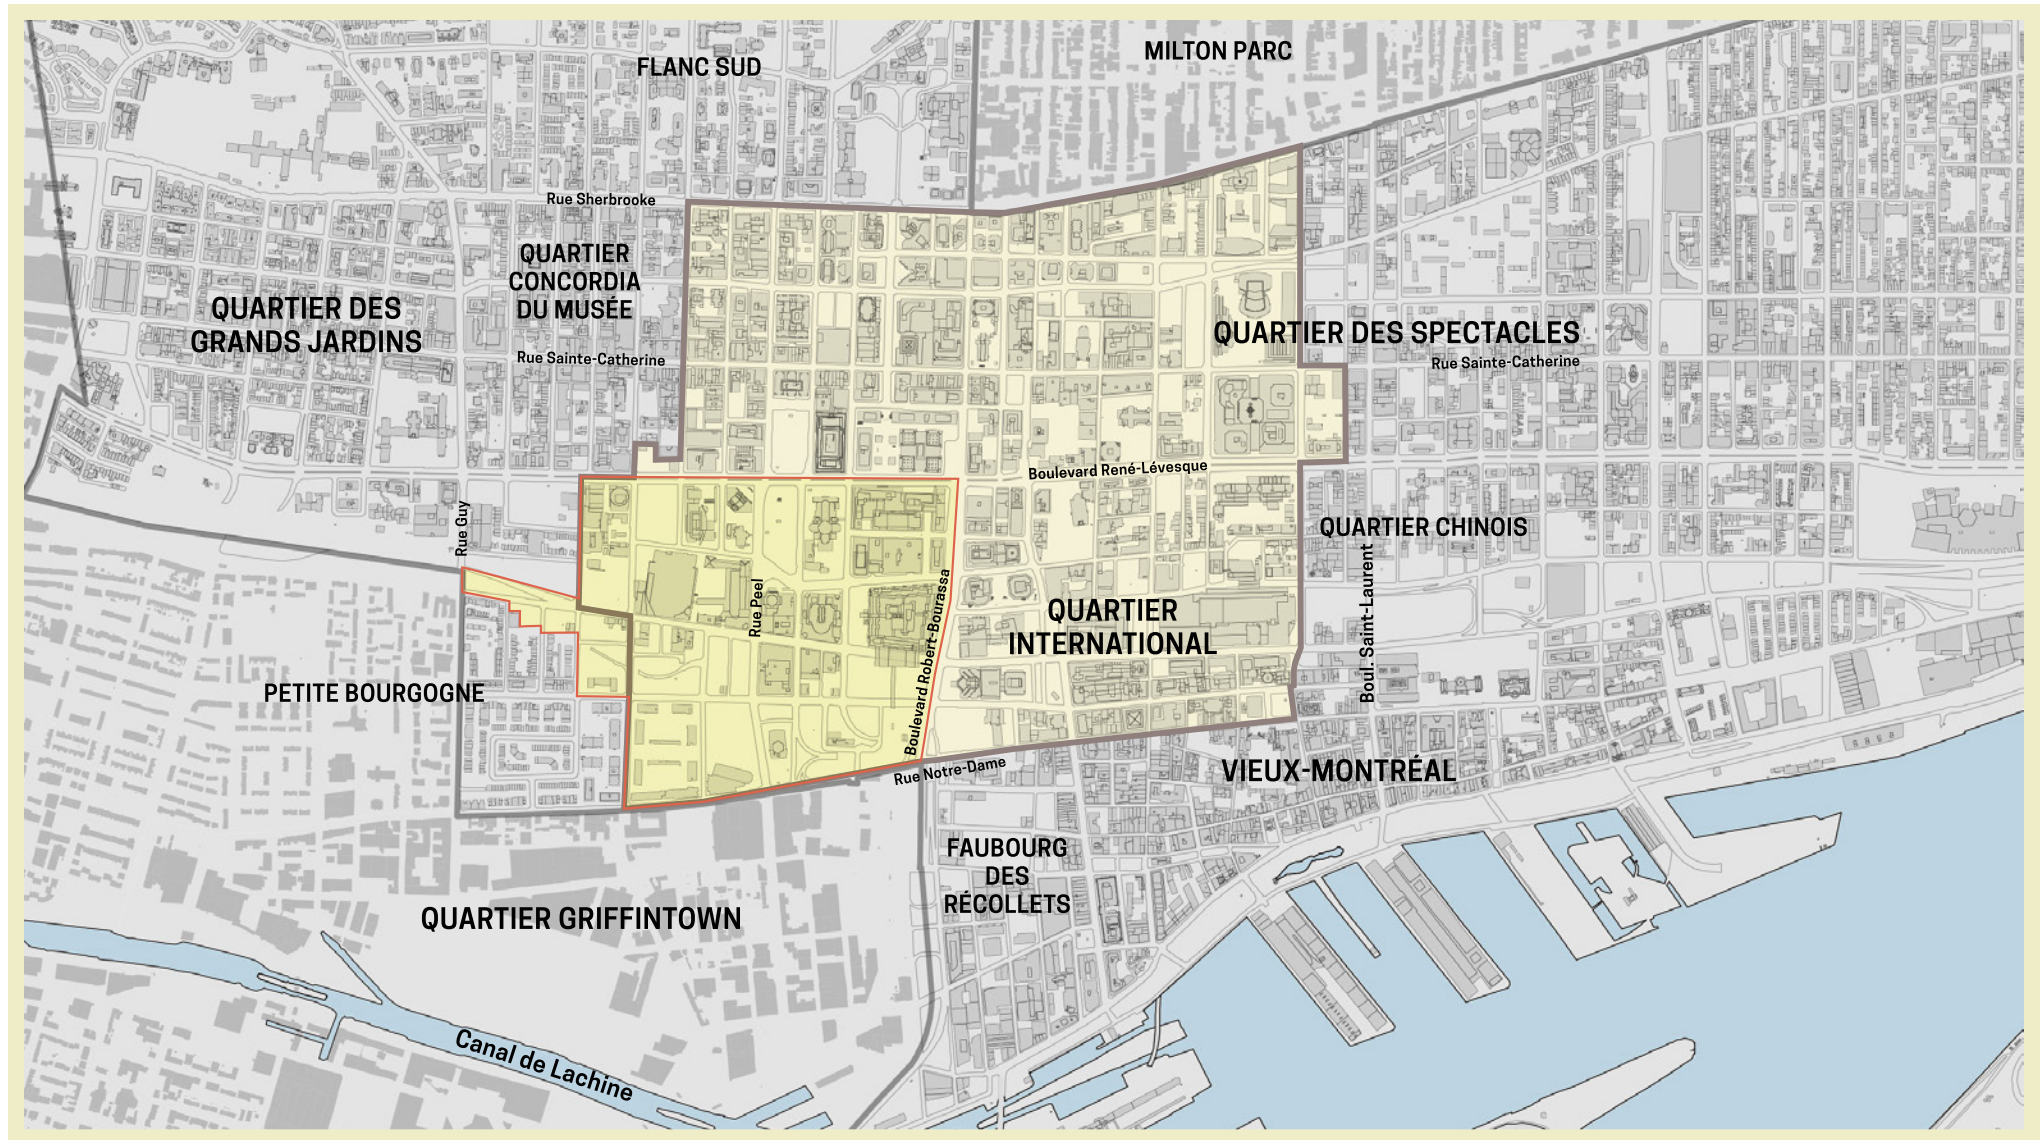 MILTON PARC
FLANC SUD
Rue Sherbrooke
QUARTIER
CONCORDIA
DU MUSÉE
QUARTIER DES
GRANDS JARDINS
QUARTIER DES SPECTACLES
Rue Sainte-Catherine
Rue Sainte-Catherine
Boulevard René-Lévesque
Rue Guy
QUARTIER CHINOIS
Rue Peel
Boulevard Robert-Bourassa
QUARTIER
INTERNATIONAL
Boul. Saint-Laurent
PETITE BOURGOGNE
Rue Notre-Dame
VIEUX-MONTRÉAL
FAUBOURG
DES
RÉCOLLETS
QUARTIER GRIFFINTOWN
Canal de Lachine